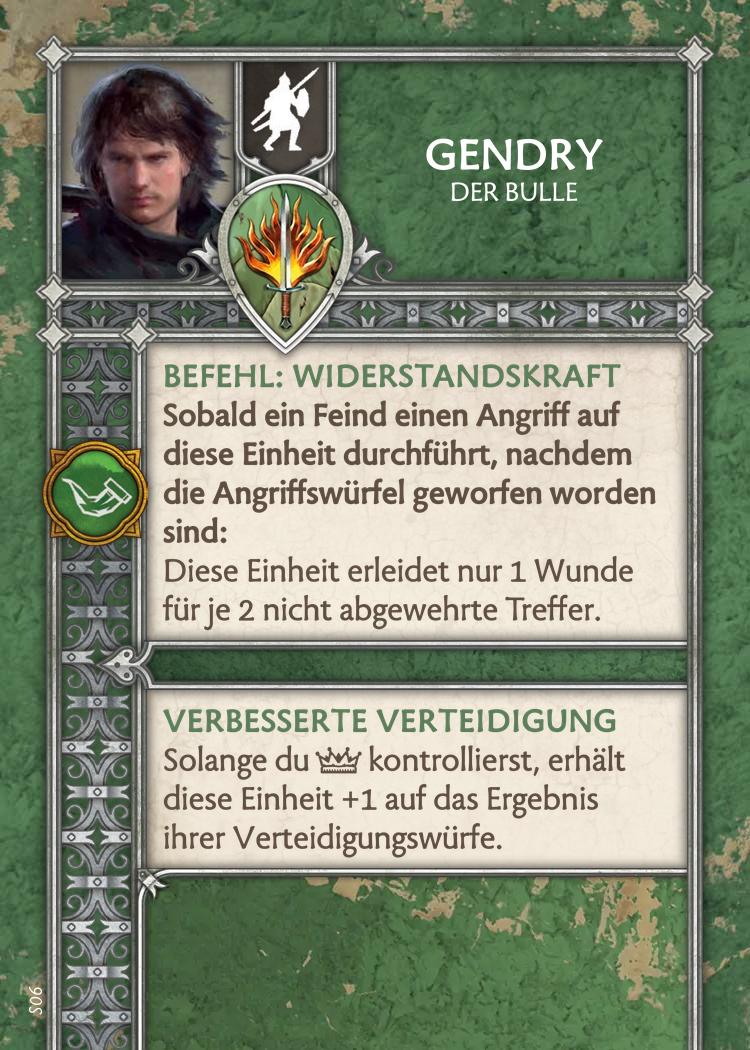 GENDRY
DER BULLE
BEFEHL: WIDERSTANDSKRAFT
Sobald ein Feind einen Angriff auf
diese Einheit durchführt, nachdem
die Angriffswürfel geworfen worden
sind:
Diese Einheit erleidet nur 1 Wunde
für je 2 nicht abgewehrte Treffer.
VERBESSERTE VERTEIDIGUNG
Solange du kontrollierst, erhält
diese Einheit +1 auf das Ergebnis
ihrer Verteidigungswürfe.
S06